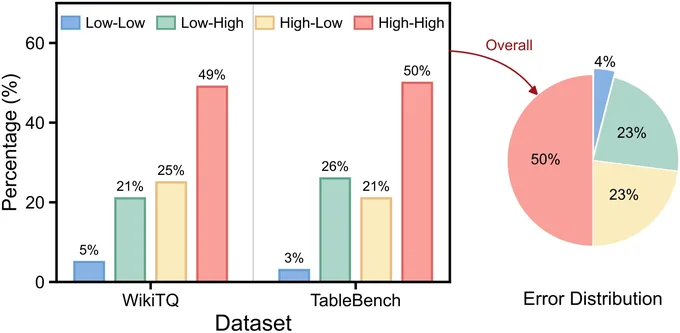 Low-Low Low-High High-Low High-High
Percentage (%)
60
40
20
0
5%
21%
25%
49%
3%
26%
21%
50%
WikiTQ TableBench
Dataset
Overall
4%
23%
23%
50%
Error Distribution